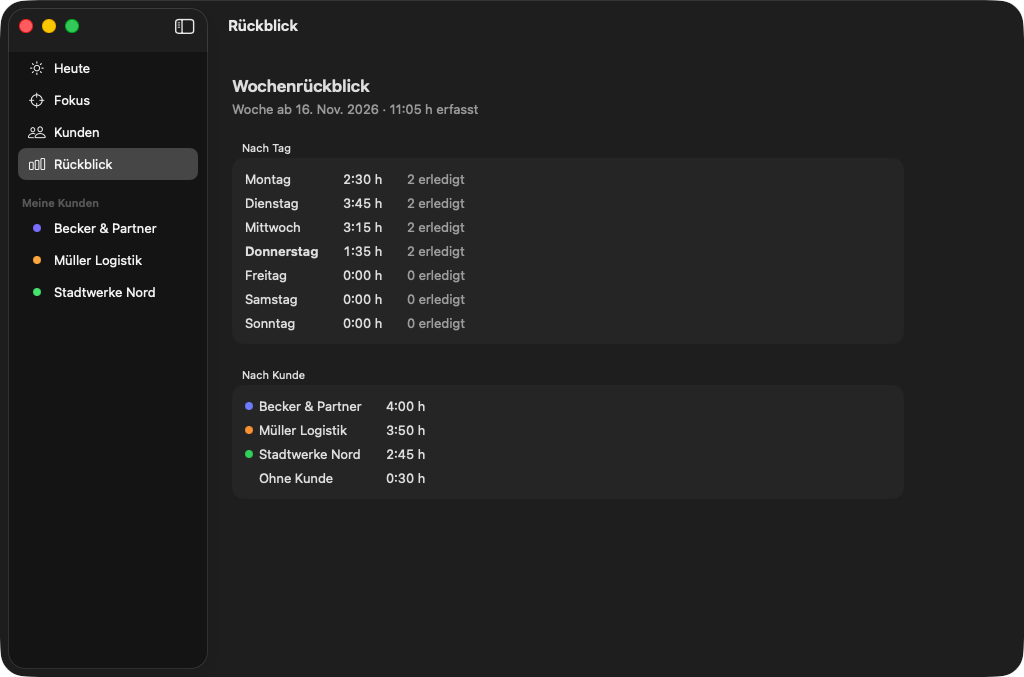 Rückblick
Heute
Fokus
Kunden
Rückblick
Meine Kunden
Becker & Partner
Müller Logistik
Stadtwerke Nord
Wochenrückblick
Woche ab 16. Nov. 2026 · 11:05 h erfasst
Nach Tag
Montag 2:30 h 2 erledigt
Dienstag 3:45 h 2 erledigt
Mittwoch 3:15 h 2 erledigt
Donnerstag 1:35 h 2 erledigt
Freitag 0:00 h 0 erledigt
Samstag 0:00 h 0 erledigt
Sonntag 0:00 h 0 erledigt
Nach Kunde
Becker & Partner 4:00 h
Müller Logistik 3:50 h
Stadtwerke Nord 2:45 h
Ohne Kunde 0:30 h